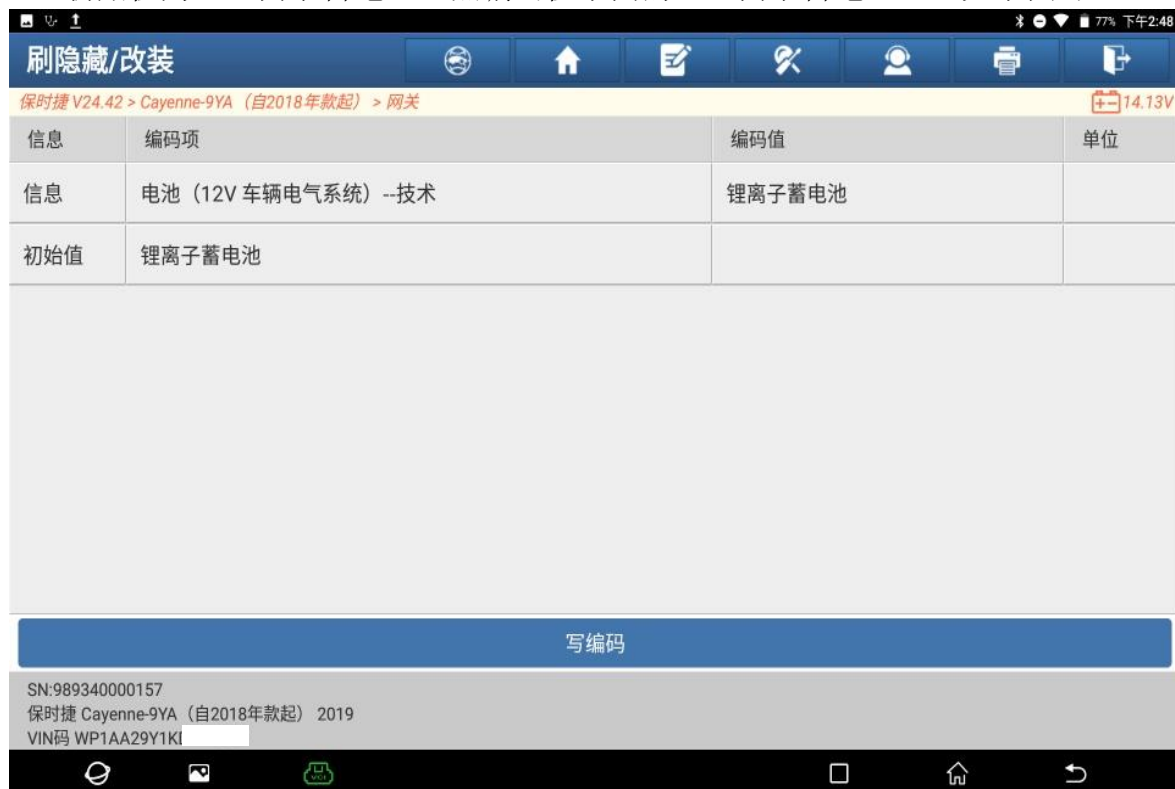 77% 下午2:48
刷隐藏/改装
保时捷 V24.42 > Cayenne-9YA（自2018年款起）> 网关
14.13V
信息 编码项 编码值 单位
信息 电池（12V 车辆电气系统）--技术 锂离子蓄电池
初始值 锂离子蓄电池
写编码
SN:989340000157
保时捷 Cayenne-9YA（自2018年款起） 2019
VIN码 WP1AA29Y1K
VCI